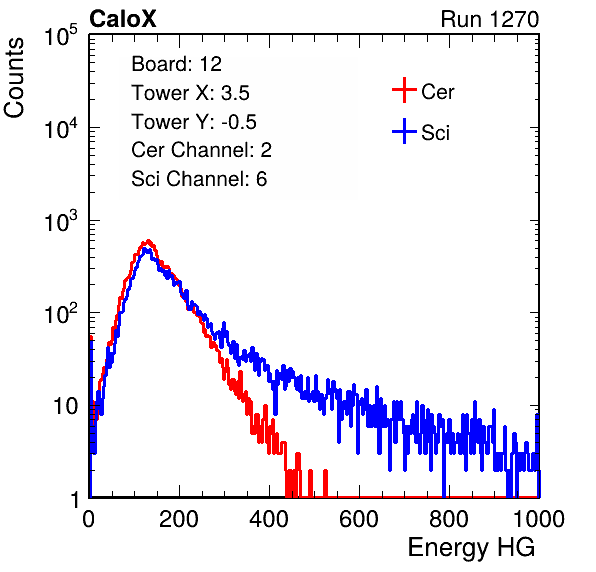 CaloX Run 1270
Counts
Board: 12
Tower X: 3.5
Tower Y: -0.5
Cer Channel: 2
Sci Channel: 6
Cer
Sci
10^5
10^4
10^3
10^2
10
1
0 200 400 600 800 1000
Energy HG